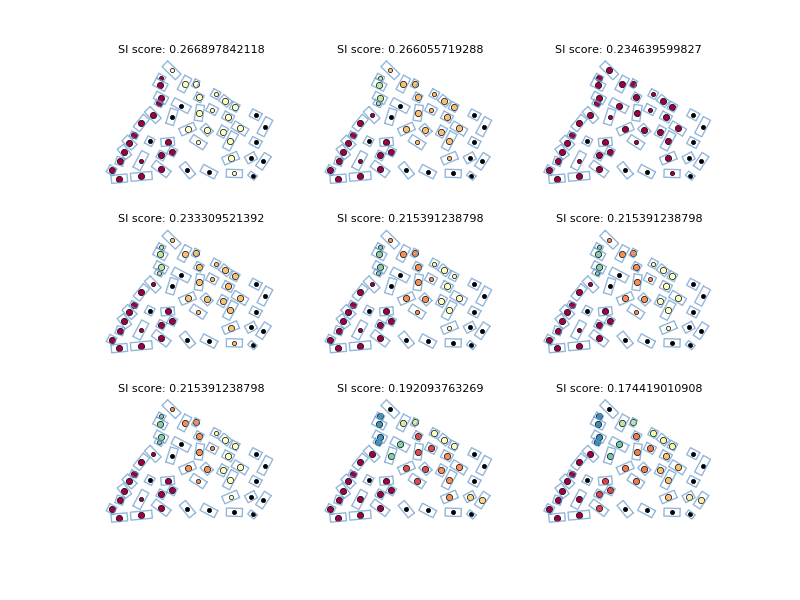 SI score: 0.266897842118
SI score: 0.266055719288
SI score: 0.234639599827
SI score: 0.233309521392
SI score: 0.215391238798
SI score: 0.215391238798
SI score: 0.215391238798
SI score: 0.192093763269
SI score: 0.174419010908